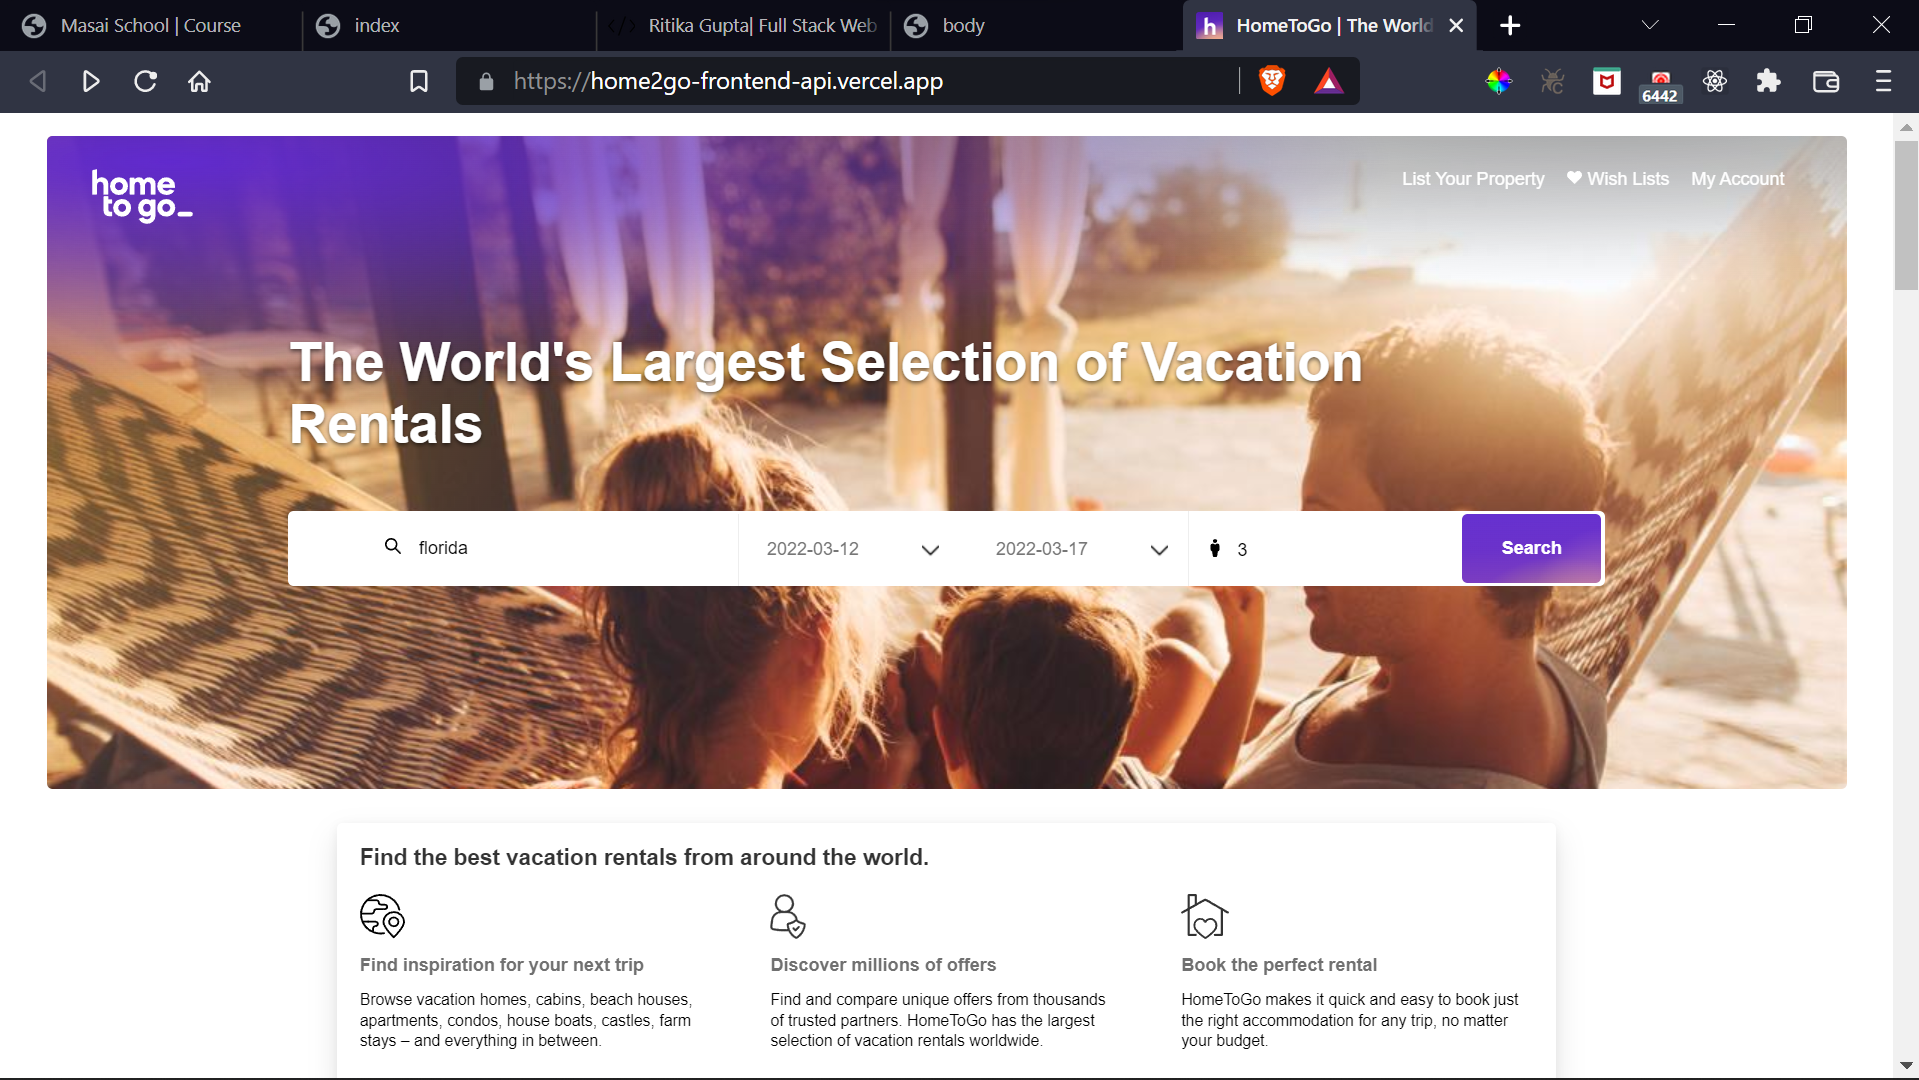 Masai School | Course
index
Ritika Gupta| Full Stack Web
body
HomeToGo | The World
https://home2go-frontend-api.vercel.app
6442
home
to go_
List Your Property
Wish Lists
My Account
The World's Largest Selection of Vacation
Rentals
florida
2022-03-12
2022-03-17
3
Search
Find the best vacation rentals from around the world.
Find inspiration for your next trip
Browse vacation homes, cabins, beach houses,
apartments, condos, house boats, castles, farm
stays – and everything in between.
Discover millions of offers
Find and compare unique offers from thousands
of trusted partners. HomeToGo has the largest
selection of vacation rentals worldwide.
Book the perfect rental
HomeToGo makes it quick and easy to book just
the right accommodation for any trip, no matter
your budget.